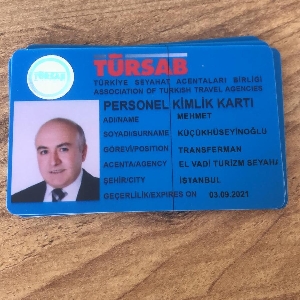 TÜRSAB
TÜRSAB
TÜRKİYE SEYAHAT ACENTALARI BİRLİĞİ
ASSOCIATION OF TURKISH TRAVEL AGENCIES
PERSONEL KİMLİK KARTI
ADI/NAME MEHMET
SOYADI/SURNAME KÜÇÜKHÜSEYİNOĞLU
GÖREVİ/POSITION TRANSFERMAN
ACENTA/AGENCY EL VADİ TURİZM SEYAH
ŞEHİR/CITY İSTANBUL
GEÇERLİLİK/EXPIRES ON 03.09.2021